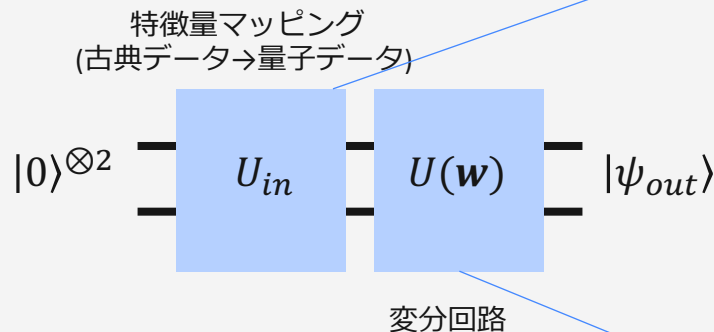 特徴量マッピング
(古典データ→量子データ)
|0⟩⊗2 U_in U(w) |ψ_out⟩
変分回路